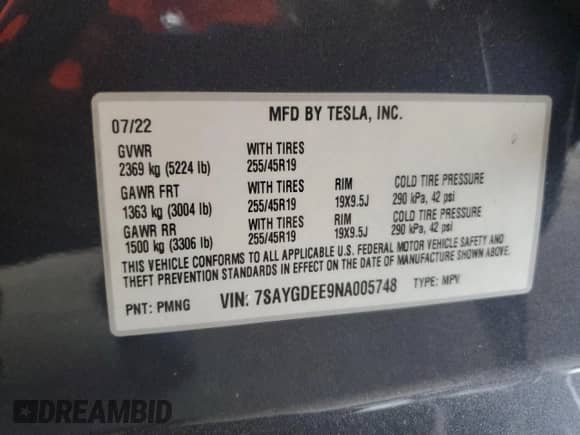 07/22 MFD BY TESLA, INC.
GVWR WITH TIRES
2369 kg (5224 lb) 255/45R19
GAWR FRT WITH TIRES RIM COLD TIRE PRESSURE
1363 kg (3004 lb) 255/45R19 19X9.5J 290 kPa, 42 psi
GAWR RR WITH TIRES RIM COLD TIRE PRESSURE
1500 kg (3306 lb) 255/45R19 19X9.5J 290 kPa, 42 psi
THIS VEHICLE CONFORMS TO ALL APPLICABLE U.S. FEDERAL MOTOR VEHICLE SAFETY AND
THEFT PREVENTION STANDARDS IN EFFECT ON THE DATE OF MANUFACTURE SHOWN ABOVE.
PNT: PMNG VIN: 7SAYGDEE9NA005748 TYPE: MPV
DREAMBID